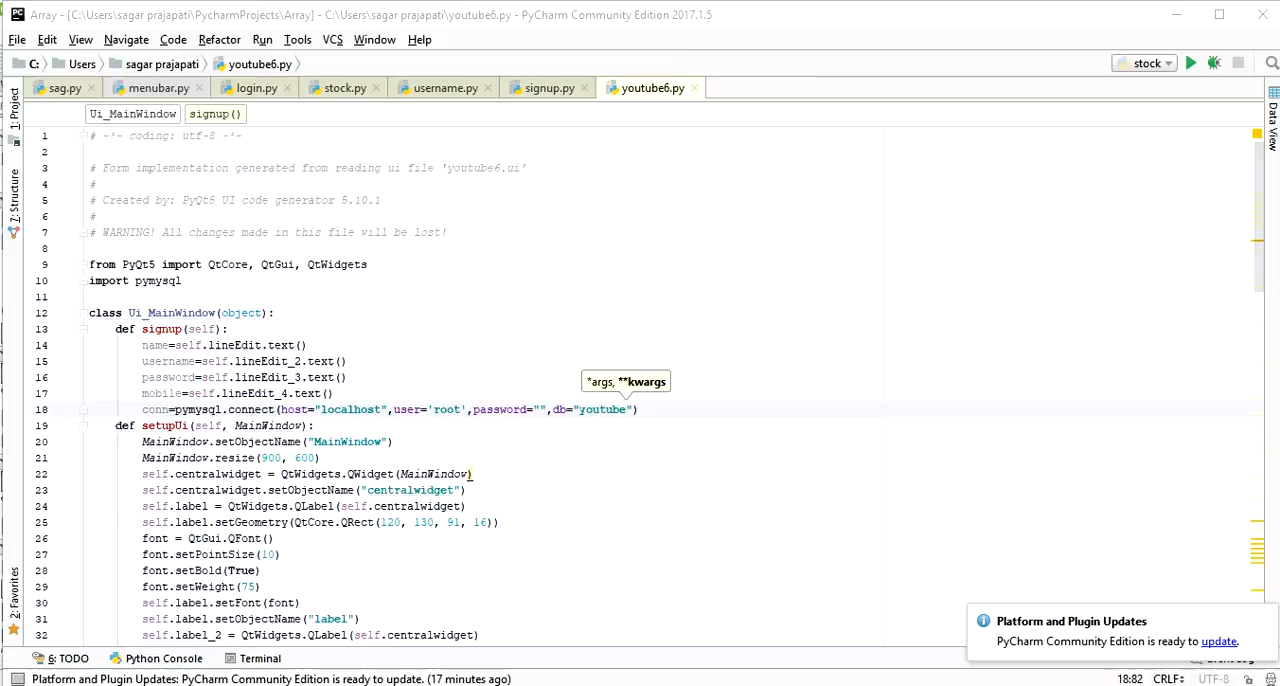 Array - [C:\Users\sagar prajapati\PycharmProjects\Array] - C:\Users\sagar prajapati\youtube6.py - PyCharm Community Edition 2017.1.5
File Edit View Navigate Code Refactor Run Tools VCS Window Help
C: Users sagar prajapati youtube6.py stock
sag.py menubar.py login.py stock.py username.py signup.py youtube6.py
1: Project
7: Structure
2: Favorites
Data View
Ui_MainWindow signup()
1 # -*- coding: utf-8 -*-
2
3 # Form implementation generated from reading ui file 'youtube6.ui'
4 #
5 # Created by: PyQt5 UI code generator 5.10.1
6 #
7 # WARNING! All changes made in this file will be lost!
8
9 from PyQt5 import QtCore, QtGui, QtWidgets
10 import pymysql
11
12 class Ui_MainWindow(object):
13 def signup(self):
14 name=self.lineEdit.text()
15 username=self.lineEdit_2.text()
16 password=self.lineEdit_3.text()
*args, **kwargs
17 mobile=self.lineEdit_4.text()
18 conn=pymysql.connect(host="localhost",user='root',password="",db="youtube")
19 def setupUi(self, MainWindow):
20 MainWindow.setObjectName("MainWindow")
21 MainWindow.resize(900, 600)
22 self.centralwidget = QtWidgets.QWidget(MainWindow)
23 self.centralwidget.setObjectName("centralwidget")
24 self.label = QtWidgets.QLabel(self.centralwidget)
25 self.label.setGeometry(QtCore.QRect(120, 130, 91, 16))
26 font = QtGui.QFont()
27 font.setPointSize(10)
28 font.setBold(True)
29 font.setWeight(75)
30 self.label.setFont(font)
31 self.label.setObjectName("label")
32 self.label_2 = QtWidgets.QLabel(self.centralwidget)
Platform and Plugin Updates
PyCharm Community Edition is ready to update.
6: TODO Python Console Terminal
Platform and Plugin Updates: PyCharm Community Edition is ready to update. (17 minutes ago) 18:82 CRLF UTF-8